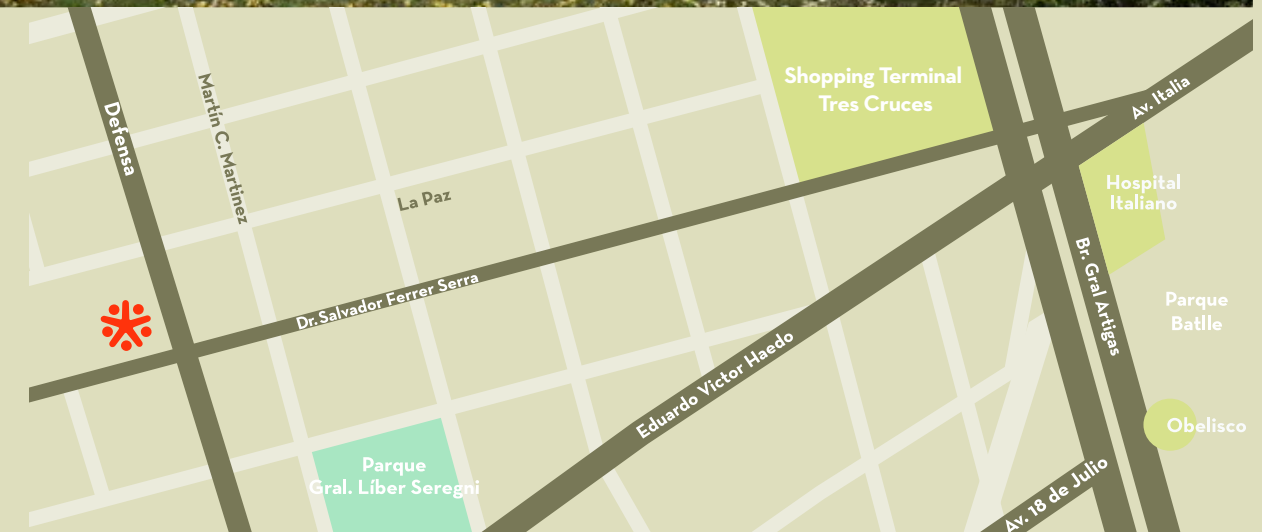 Shopping Terminal
Tres Cruces
Av. Italia
Defensa
Martín C. Martinez
La Paz
Hospital
Italiano
Dr. Salvador Ferrer Serra
Br. Gral Artigas
Parque
Batlle
Eduardo Victor Haedo
Obelisco
Parque
Gral. Líber Seregni
Av. 18 de Julio